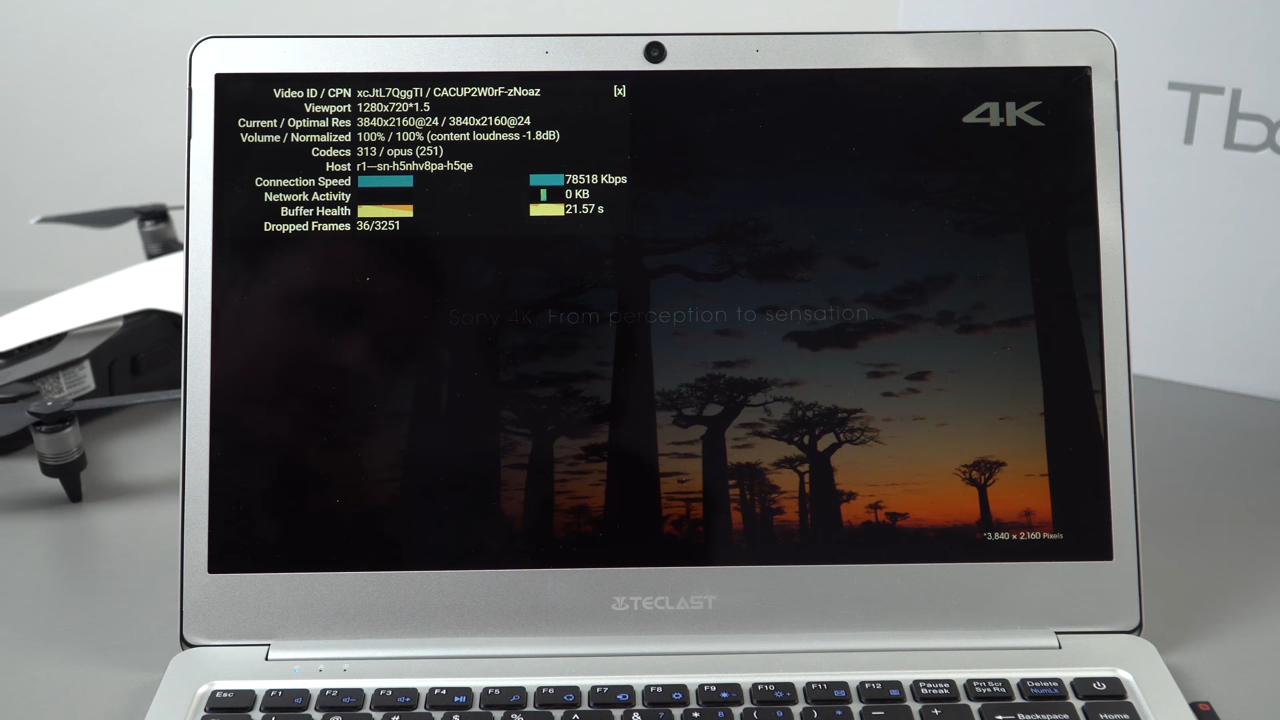 Video ID / CPN xcJtL7QggTI / CACUP2W0rF-zNoaz [x]
Viewport 1280x720*1.5
Current / Optimal Res 3840x2160@24 / 3840x2160@24
Volume / Normalized 100% / 100% (content loudness -1.8dB)
Codecs 313 / opus (251)
Host r1---sn-h5nhv8pa-h5qe
Connection Speed 78518 Kbps
Network Activity 0 KB
Buffer Health 21.57 s
Dropped Frames 36/3251
4K
Sony 4K. From perception to sensation.
*3,840 x 2,160 Pixels
TECLAST
Esc F1 F2 F3 F4 F5 F6 F7 F8 F9 F10 F11 F12 Pause Break Prt Scr Sys Rq Delete NumLk
! @ # $ % ^ & 7 * 8 ( 9 ) * — + Backspace Home